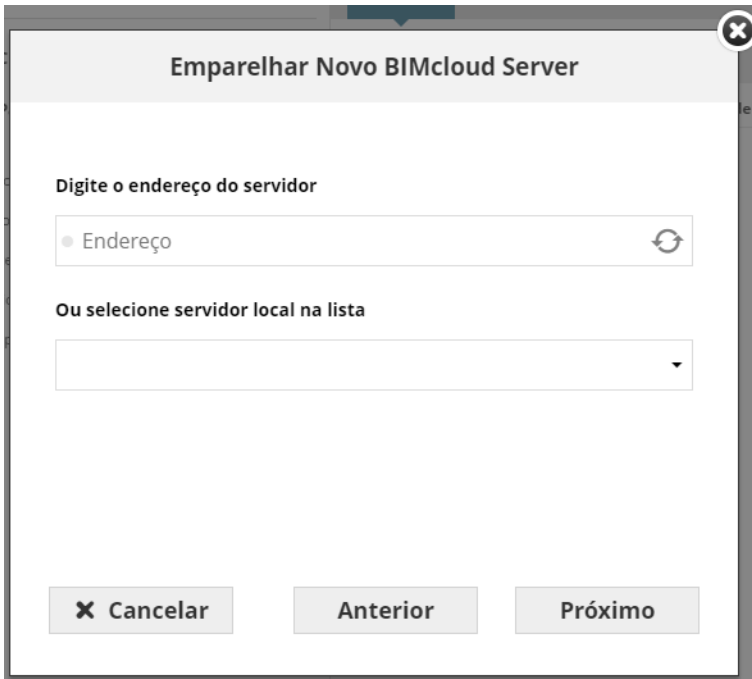 Emparelhar Novo BIMcloud Server
Digite o endereço do servidor
Endereço
Ou selecione servidor local na lista
Cancelar
Anterior
Próximo